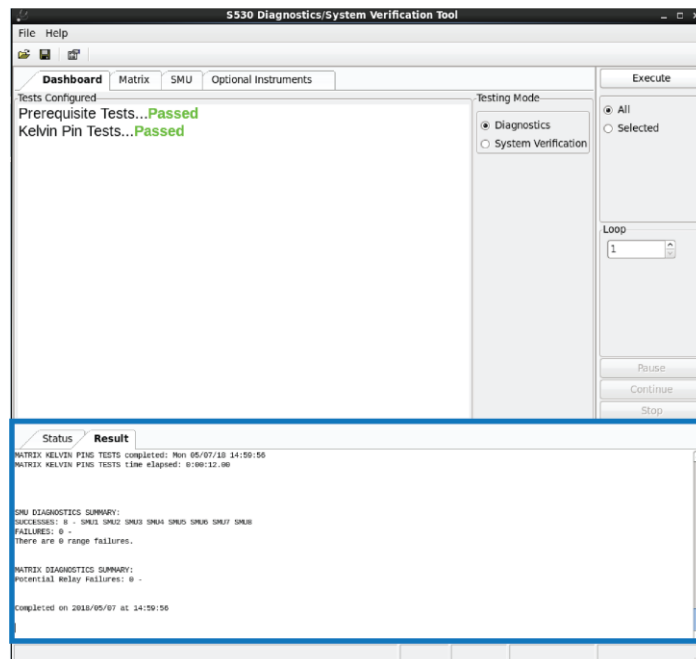 S530 Diagnostics/System Verification Tool
File Help
Dashboard Matrix SMU Optional Instruments
Execute
Tests Configured
Testing Mode
Prerequisite Tests...Passed
Kelvin Pin Tests...Passed
Diagnostics
System Verification
All
Selected
Loop
1
Pause
Continue
Stop
Status Result
MATRIX KELVIN PINS TESTS completed: Mon 05/07/18 14:59:56
MATRIX KELVIN PINS TESTS time elapsed: 0:00:12.00
SMU DIAGNOSTICS SUMMARY:
SUCCESSES: 8 - SMU1 SMU2 SMU3 SMU4 SMU5 SMU6 SMU7 SMU8
FAILURES: 0 -
There are 0 range failures.
MATRIX DIAGNOSTICS SUMMARY:
Potential Relay Failures: 0 -
Completed on 2018/05/07 at 14:59:56